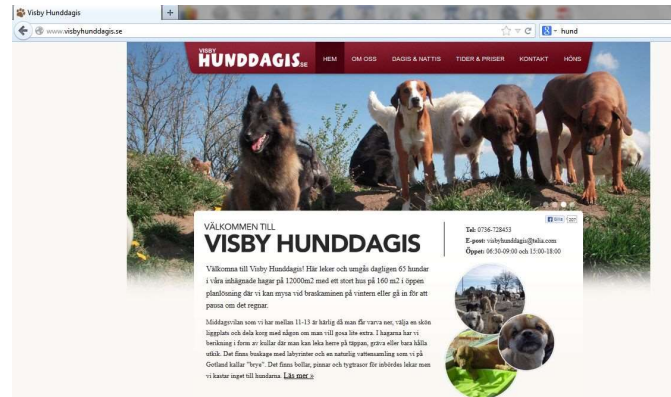 Visby Hunddagis
+
www.visbyhunddagis.se
hund
VISBY
HUNDDAGIS.SE
HEM OM OSS DAGIS & NATTIS TIDER & PRISER KONTAKT HÖNS
VÄLKOMMEN TILL
VISBY HUNDDAGIS
Välkomna till Visby Hunddagis! Här leker och umgås dagligen 65 hundar
i våra inhägnade hagar på 12000m2 med ett stort hus på 160 m2 i öppen
planlösning där vi kan mysa vid braskaminen på vintern eller gå in för att
pausa om det regnar.
Middagsvilan som vi har mellan 11-13 är härlig då man får varva ner, välja en skön
liggplats och dela korg med någon om man vill gosa lite extra. I hagarna har vi
berikning i form av kullar där man kan leka herre på täppan, gräva eller bara hålla
utkik. Det finns buskage med labyrinter och en naturlig vattensamling som vi på
Gotland kallar "brye". Det finns bollar, pinnar och tygtrasor för inbördes lekar men
vi kastar inget till hundarna. Läs mer »
Tel: 0736-728453
E-post: visbyhunddagis@telia.com
Öppet: 06:30-09:00 och 15:00-18:00